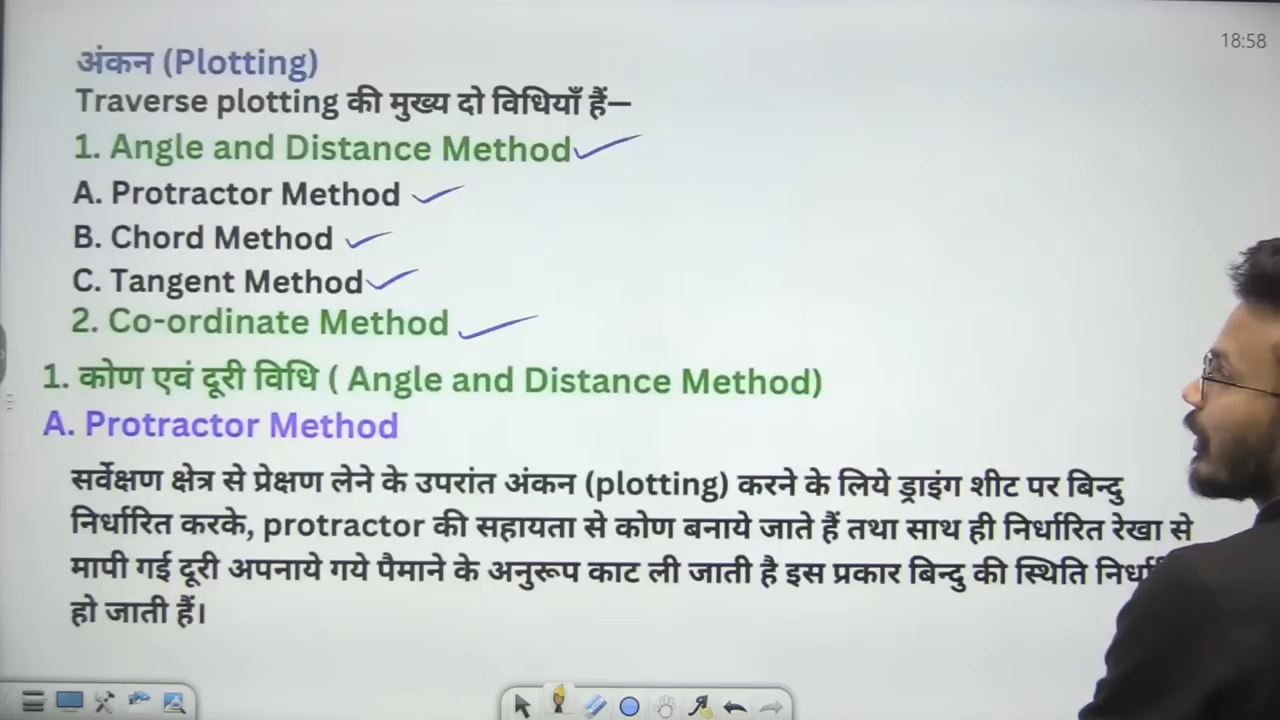 18:58
अंकन (Plotting)
Traverse plotting की मुख्य दो विधियाँ हैं—
1. Angle and Distance Method
A. Protractor Method
B. Chord Method
C. Tangent Method
2. Co-ordinate Method
1. कोण एवं दूरी विधि ( Angle and Distance Method)
A. Protractor Method
सर्वेक्षण क्षेत्र से प्रेक्षण लेने के उपरांत अंकन (plotting) करने के लिये ड्राइंग शीट पर बिन्दु
निर्धारित करके, protractor की सहायता से कोण बनाये जाते हैं तथा साथ ही निर्धारित रेखा से
मापी गई दूरी अपनाये गये पैमाने के अनुरूप काट ली जाती है इस प्रकार बिन्दु की स्थिति
हो जाती हैं।